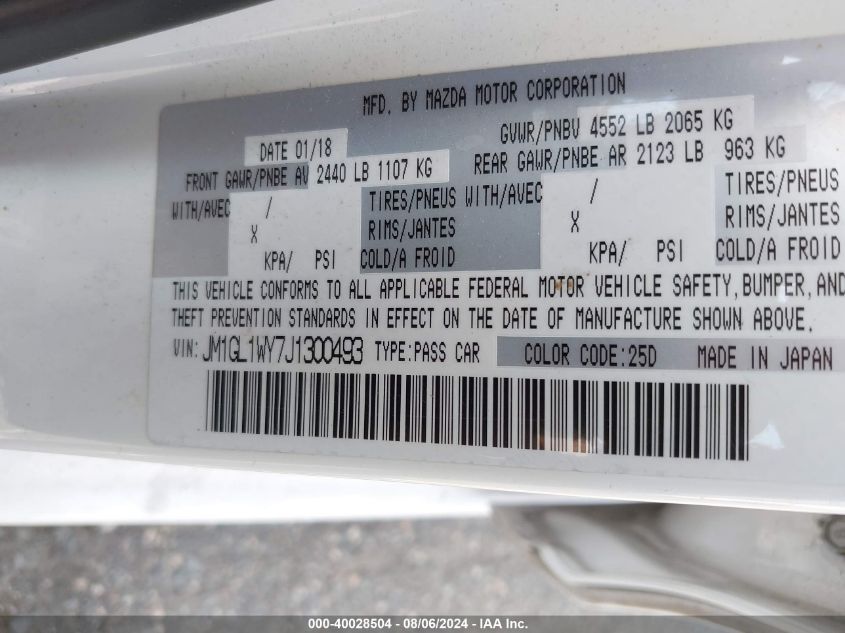 MFD. BY MAZDA MOTOR CORPORATION
DATE 01/18 GVWR/PNBV 4552 LB 2065 KG
FRONT GAWR/PNBE AV 2440 LB 1107 KG REAR GAWR/PNBE AR 2123 LB 963 KG
WITH/AVEC / TIRES/PNEUS WITH/AVEC / TIRES/PNEUS
X RIMS/JANTES X RIMS/JANTES
KPA/ PSI COLD/A FROID KPA/ PSI COLD/A FROID
THIS VEHICLE CONFORMS TO ALL APPLICABLE FEDERAL MOTOR VEHICLE SAFETY, BUMPER, AND
THEFT PREVENTION STANDARDS IN EFFECT ON THE DATE OF MANUFACTURE SHOWN ABOVE.
VIN: JM1GL1WY7J1300493 TYPE: PASS CAR COLOR CODE: 25D MADE IN JAPAN
000-40028504 - 08/06/2024 - IAA Inc.